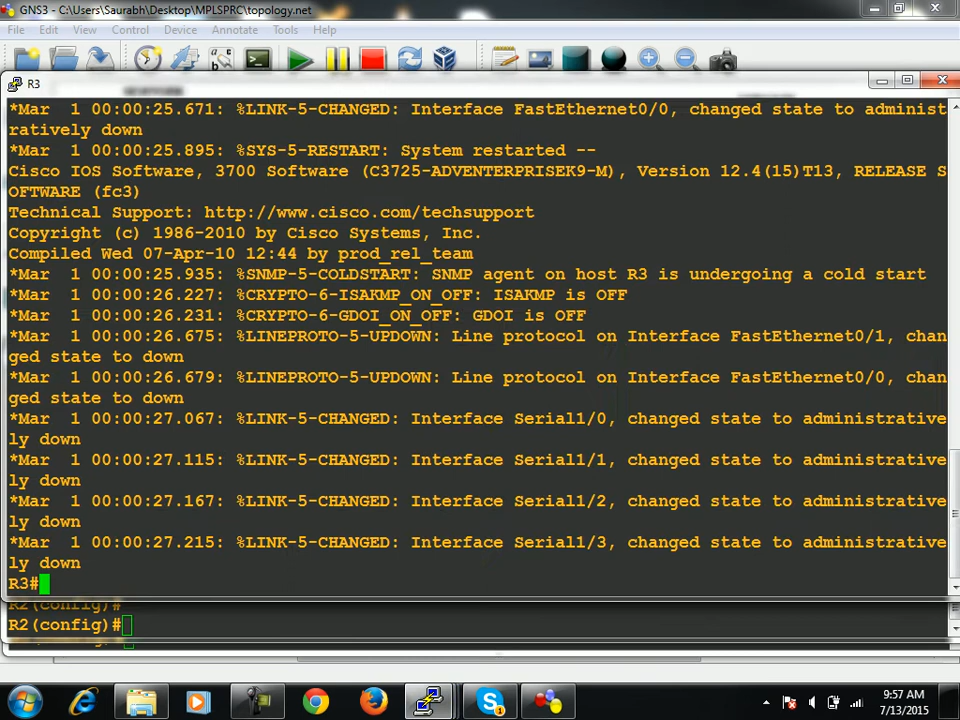 GNS3 - C:\Users\Saurabh\Desktop\MPLSPRC\topology.net
File Edit View Control Device Annotate Tools Help
R3
*Mar  1 00:00:25.671: %LINK-5-CHANGED: Interface FastEthernet0/0, changed state to administ
ratively down
*Mar  1 00:00:25.895: %SYS-5-RESTART: System restarted --
Cisco IOS Software, 3700 Software (C3725-ADVENTERPRISEK9-M), Version 12.4(15)T13, RELEASE S
OFTWARE (fc3)
Technical Support: http://www.cisco.com/techsupport
Copyright (c) 1986-2010 by Cisco Systems, Inc.
Compiled Wed 07-Apr-10 12:44 by prod_rel_team
*Mar  1 00:00:25.935: %SNMP-5-COLDSTART: SNMP agent on host R3 is undergoing a cold start
*Mar  1 00:00:26.227: %CRYPTO-6-ISAKMP_ON_OFF: ISAKMP is OFF
*Mar  1 00:00:26.231: %CRYPTO-6-GDOI_ON_OFF: GDOI is OFF
*Mar  1 00:00:26.675: %LINEPROTO-5-UPDOWN: Line protocol on Interface FastEthernet0/1, chan
ged state to down
*Mar  1 00:00:26.679: %LINEPROTO-5-UPDOWN: Line protocol on Interface FastEthernet0/0, chan
ged state to down
*Mar  1 00:00:27.067: %LINK-5-CHANGED: Interface Serial1/0, changed state to administrative
ly down
*Mar  1 00:00:27.115: %LINK-5-CHANGED: Interface Serial1/1, changed state to administrative
ly down
*Mar  1 00:00:27.167: %LINK-5-CHANGED: Interface Serial1/2, changed state to administrative
ly down
*Mar  1 00:00:27.215: %LINK-5-CHANGED: Interface Serial1/3, changed state to administrative
ly down
R3#
R2(config)#
R2(config)#
9:57 AM
7/13/2015